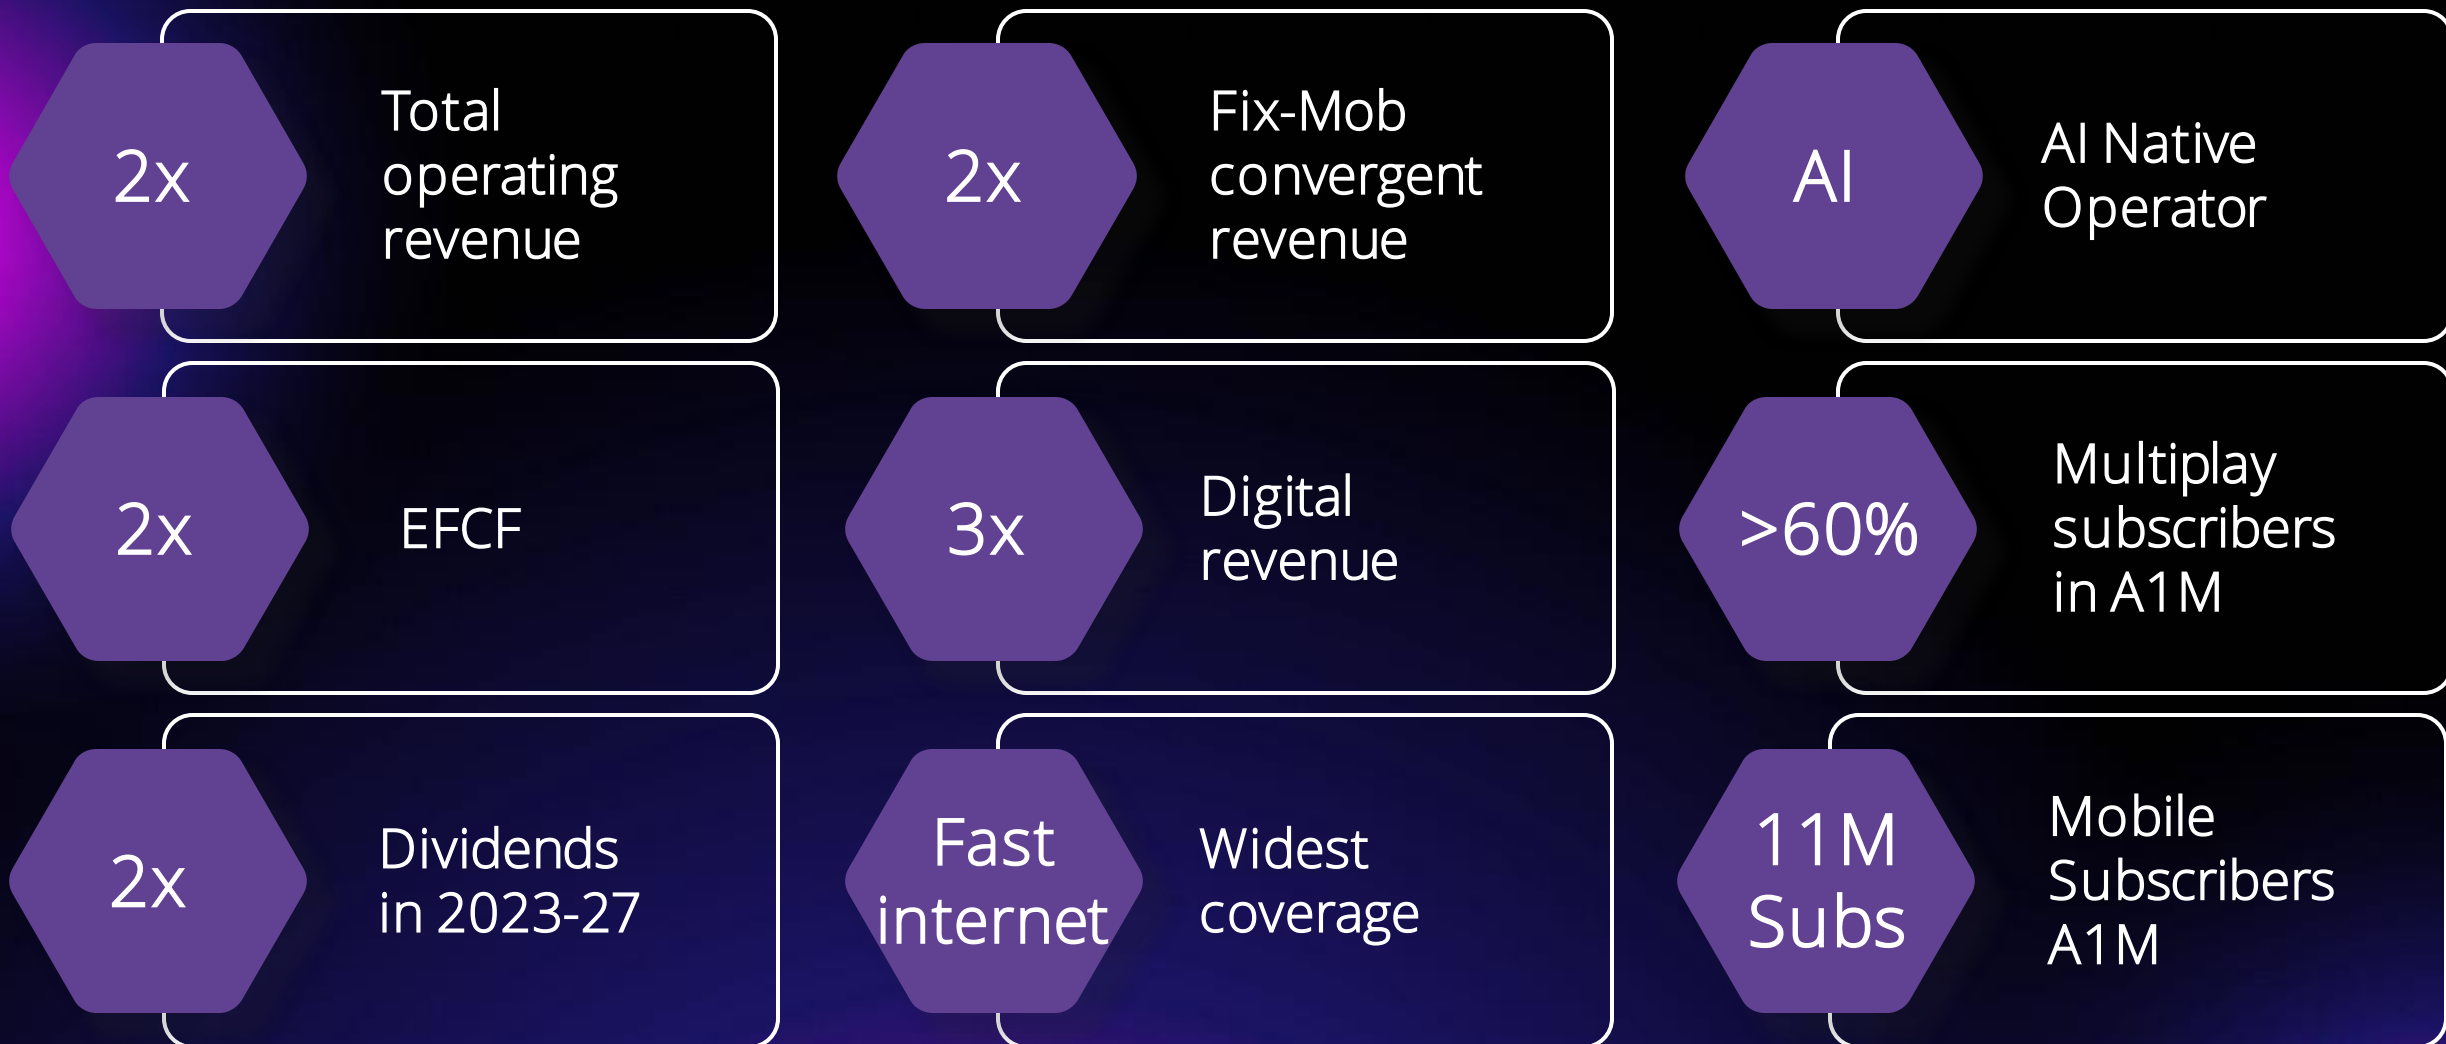 2x
Total
operating
revenue
2x
Fix-Mob
convergent
revenue
AI
AI Native
Operator
2x
EFCF
3x
Digital
revenue
>60%
Multiplay
subscribers
in A1M
2x
Dividends
in 2023-27
Fast
internet
Widest
coverage
11M
Subs
Mobile
Subscribers
A1M